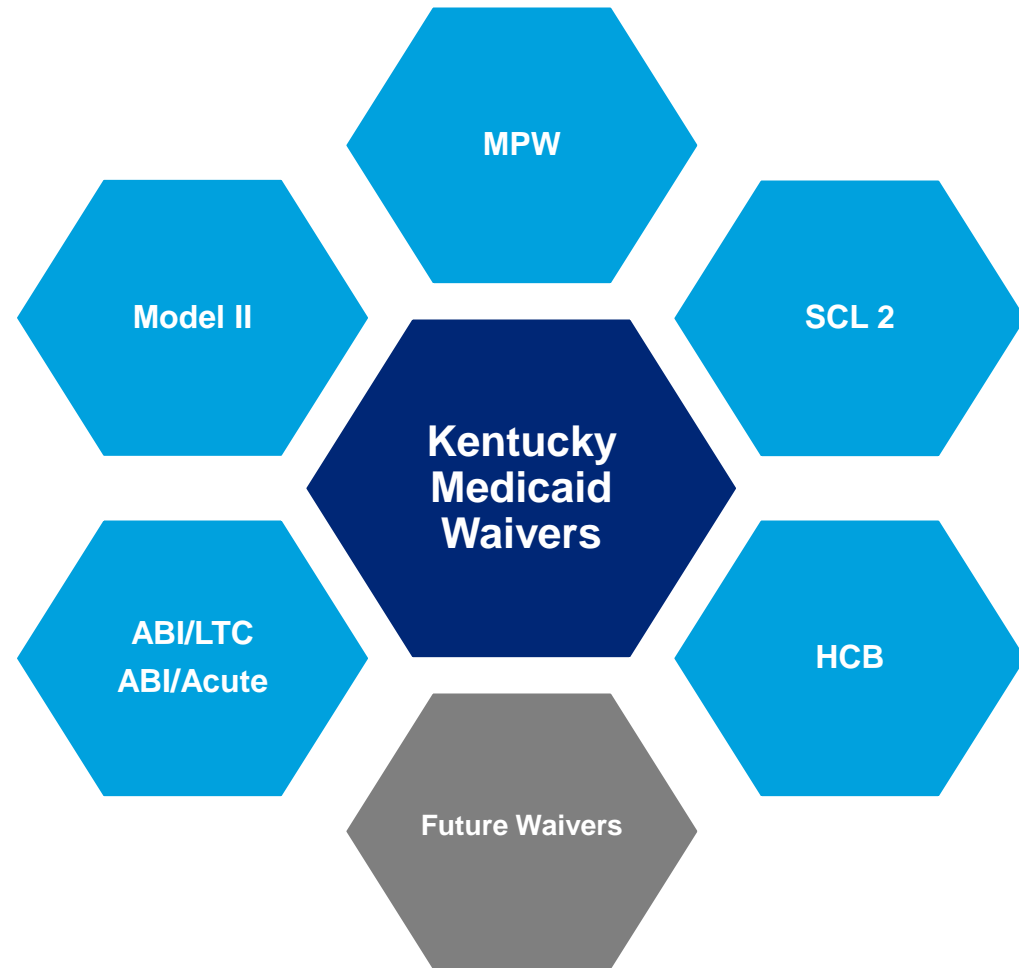 MPW
Model II
SCL 2
Kentucky
Medicaid
Waivers
ABI/LTC
ABI/Acute
HCB
Future Waivers